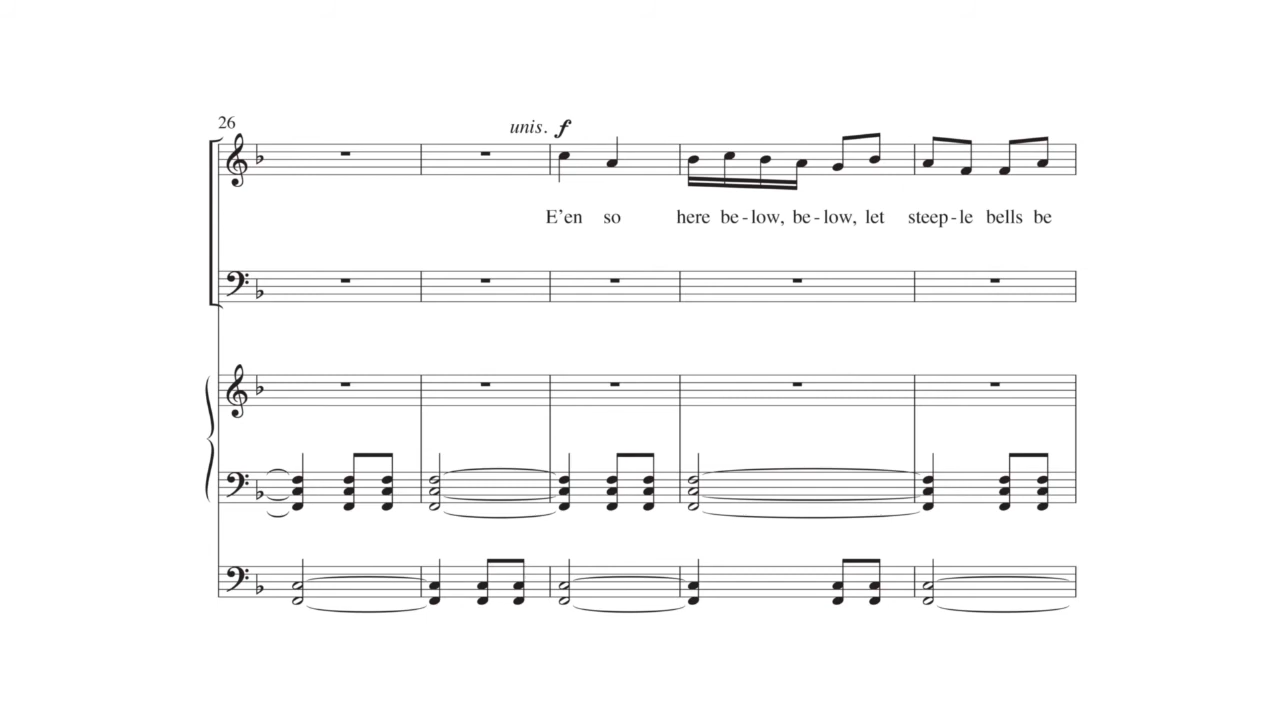 26
unis. f
E’en so here be-low, be-low, let steep-le bells be